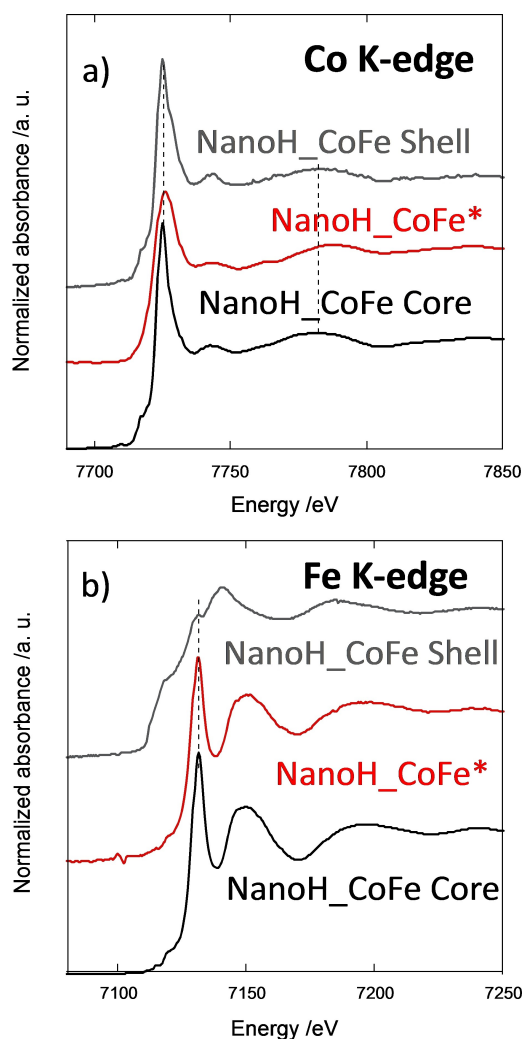 a)
Co K-edge
NanoH_CoFe Shell
NanoH_CoFe*
NanoH_CoFe Core
Normalized absorbance /a. u.
7700 7750 7800 7850
Energy /eV
b)
Fe K-edge
NanoH_CoFe Shell
NanoH_CoFe*
NanoH_CoFe Core
Normalized absorbance /a. u.
7100 7150 7200 7250
Energy /eV